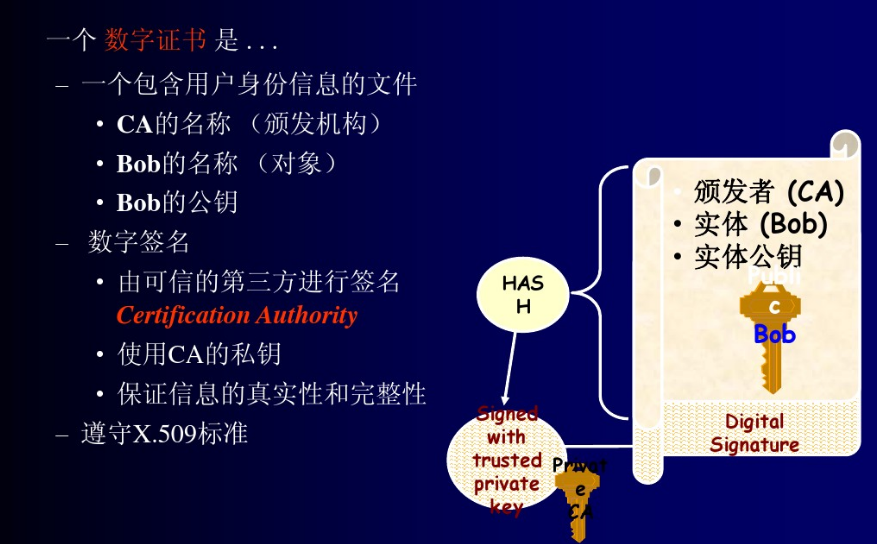 一个 数字证书 是 . . .
– 一个包含用户身份信息的文件
• CA的名称 （颁发机构）
• Bob的名称 （对象）
• Bob的公钥
– 数字签名
• 由可信的第三方进行签名
Certification Authority
• 使用CA的私钥
• 保证信息的真实性和完整性
– 遵守X.509标准
HAS
H
Signed
with
trusted
private
key
Privat
e
CA
• 颁发者 (CA)
• 实体 (Bob)
• 实体公钥
Publi
c
Bob
Digital
Signature